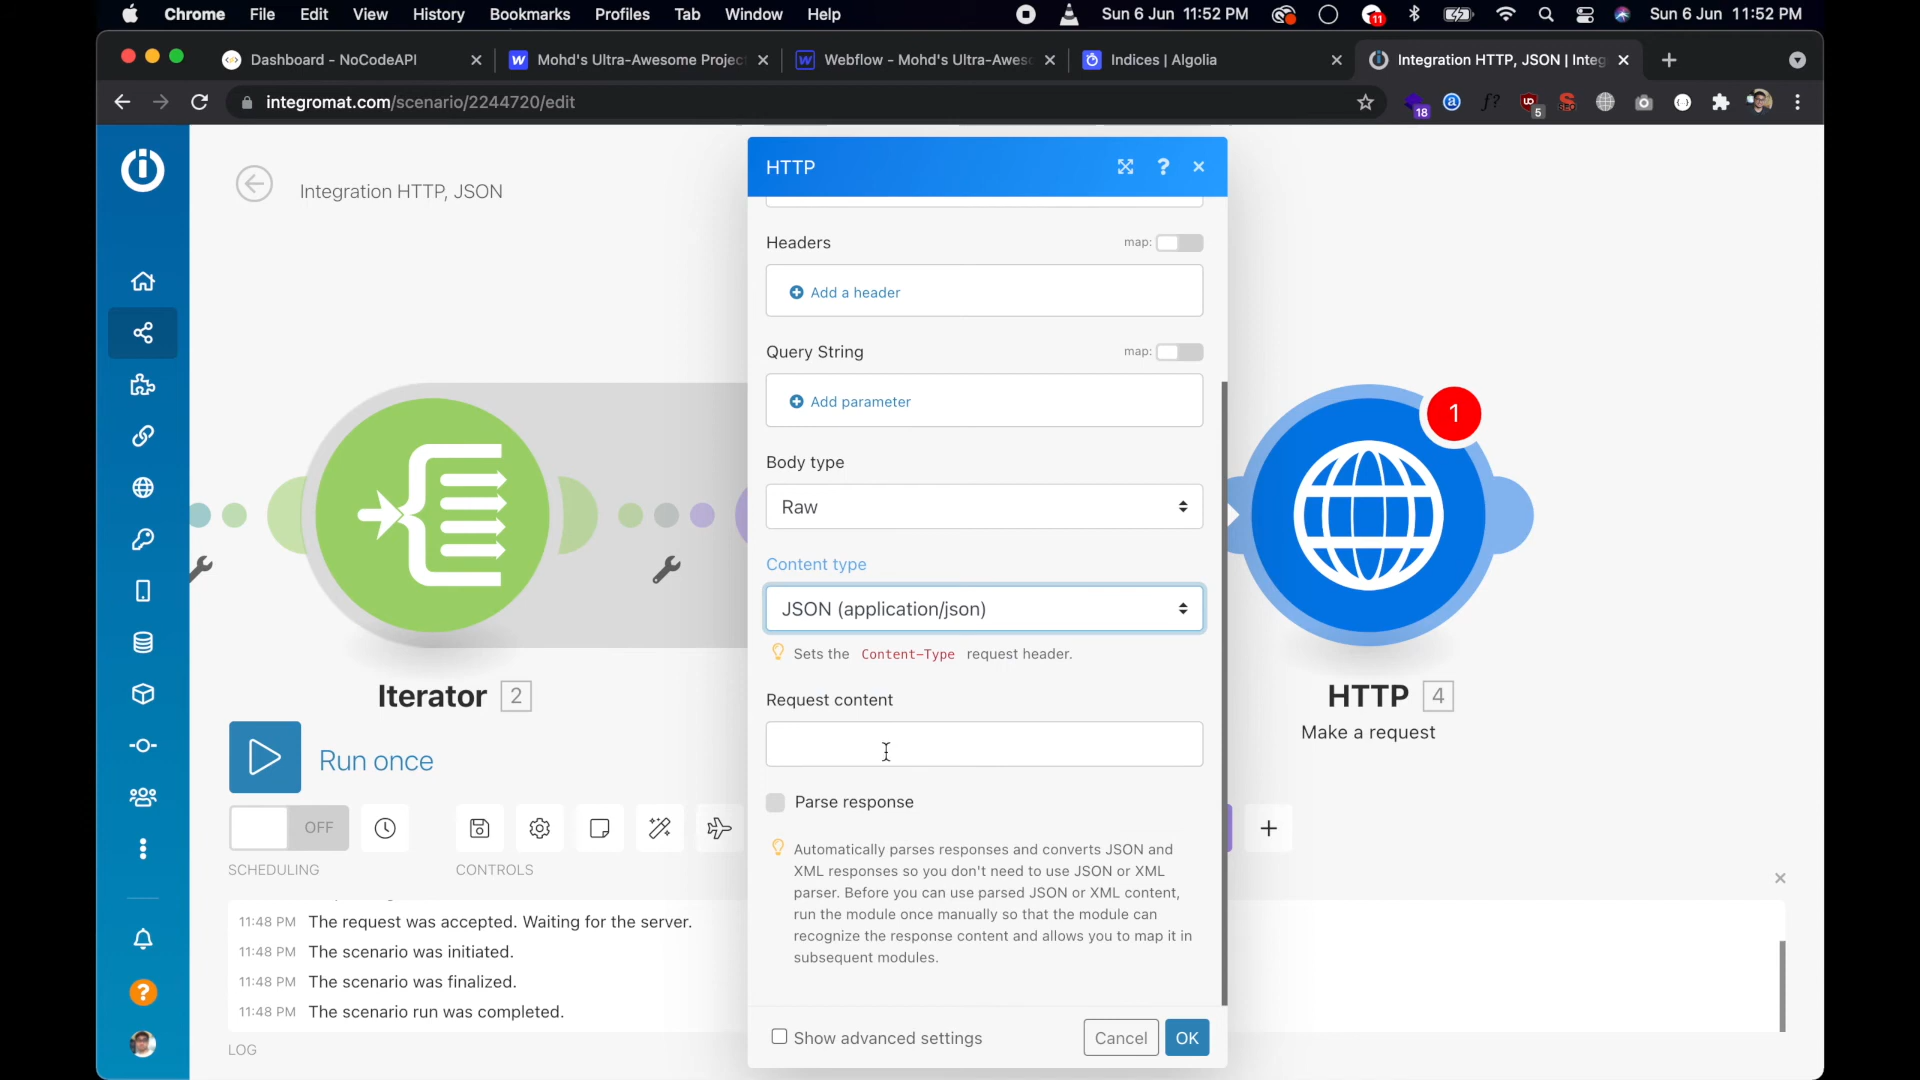 Chrome File Edit View History Bookmarks Profiles Tab Window Help
11
Sun 6 Jun 11:52 PM
Sun 6 Jun 11:52 PM
Dashboard - NoCodeAPI
Mohd's Ultra-Awesome Projec
Webflow - Mohd's Ultra-Awes
Indices | Algolia
Integration HTTP, JSON | Integ
integromat.com/scenario/2244720/edit
18
5
Integration HTTP, JSON
HTTP
Headers
map:
Add a header
Query String
map:
Add parameter
Body type
Raw
Content type
JSON (application/json)
Sets the Content-Type request header.
Request content
Parse response
Automatically parses responses and converts JSON and
XML responses so you don't need to use JSON or XML
parser. Before you can use parsed JSON or XML content,
run the module once manually so that the module can
recognize the response content and allows you to map it in
subsequent modules.
Show advanced settings
Cancel
OK
Iterator 2
1
HTTP 4
Make a request
Run once
OFF
SCHEDULING
CONTROLS
11:48 PM The request was accepted. Waiting for the server.
11:48 PM The scenario was initiated.
11:48 PM The scenario was finalized.
11:48 PM The scenario run was completed.
LOG